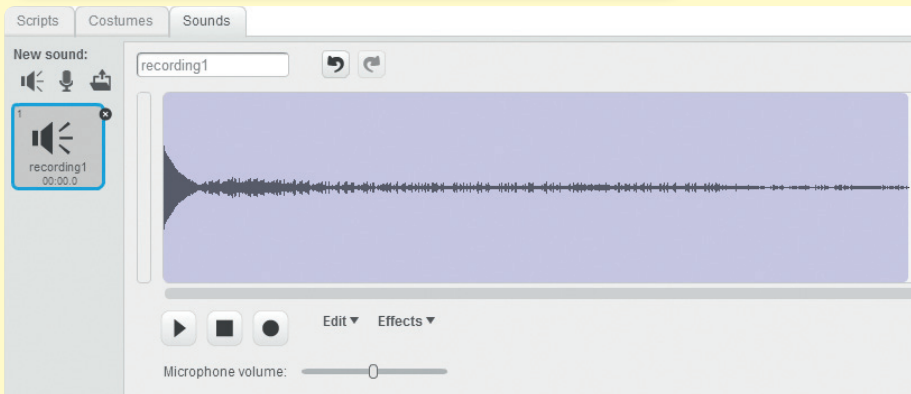 Scripts Costumes Sounds
New sound:
recording1
1
recording1
00:00.0
Edit Effects
Microphone volume: